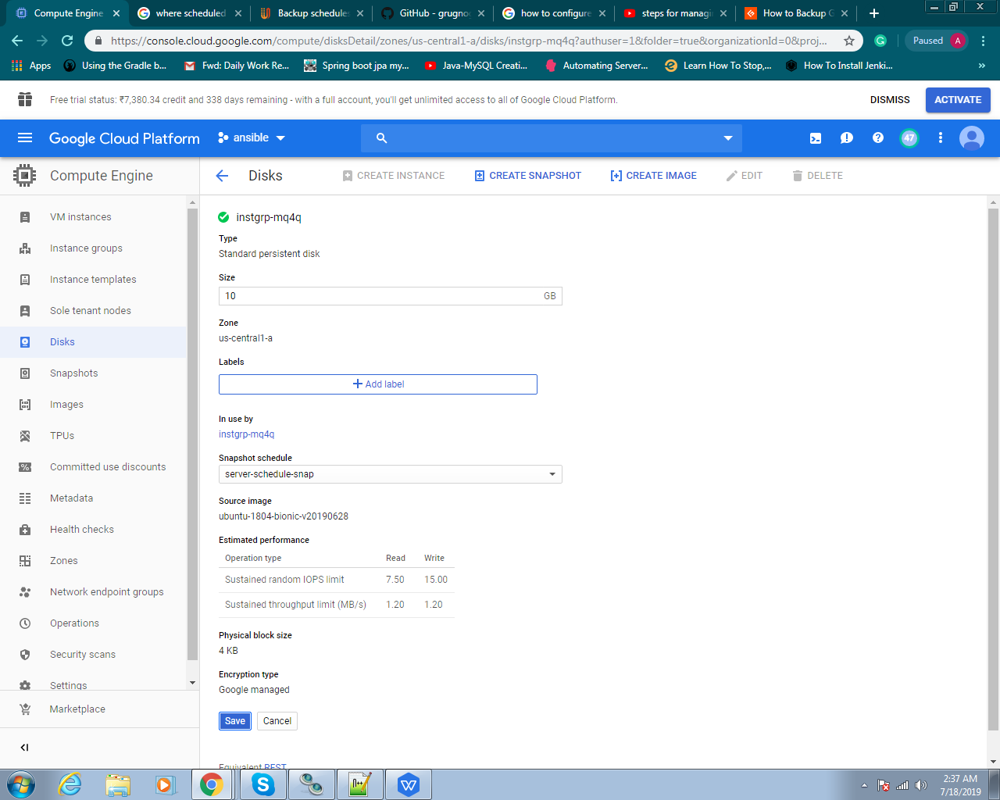 Compute Engine
where scheduled
Backup schedules
GitHub - grugno
how to configure
steps for managi
How to Backup G
https://console.cloud.google.com/compute/disksDetail/zones/us-central1-a/disks/instgrp-mq4q?authuser=1&folder=true&organizationId=0&proj...
Paused A
Apps
Using the Gradle b...
Fwd: Daily Work Re...
Spring boot jpa my...
Java-MySQL Creati...
Automating Server...
Learn How To Stop,...
How To Install Jenki...
»
Free trial status: ₹7,380.34 credit and 338 days remaining - with a full account, you'll get unlimited access to all of Google Cloud Platform.
DISMISS
ACTIVATE
Google Cloud Platform
ansible
47
Compute Engine
Disks
CREATE INSTANCE
CREATE SNAPSHOT
CREATE IMAGE
EDIT
DELETE
VM instances
Instance groups
Instance templates
Sole tenant nodes
Disks
Snapshots
Images
TPUs
Committed use discounts
Metadata
Health checks
Zones
Network endpoint groups
Operations
Security scans
Settings
Marketplace
instgrp-mq4q
Type
Standard persistent disk
Size
10 GB
Zone
us-central1-a
Labels
+ Add label
In use by
instgrp-mq4q
Snapshot schedule
server-schedule-snap
Source image
ubuntu-1804-bionic-v20190628
Estimated performance
Operation type Read Write
Sustained random IOPS limit 7.50 15.00
Sustained throughput limit (MB/s) 1.20 1.20
Physical block size
4 KB
Encryption type
Google managed
Save
Cancel
Equivalent REST
2:37 AM
7/18/2019